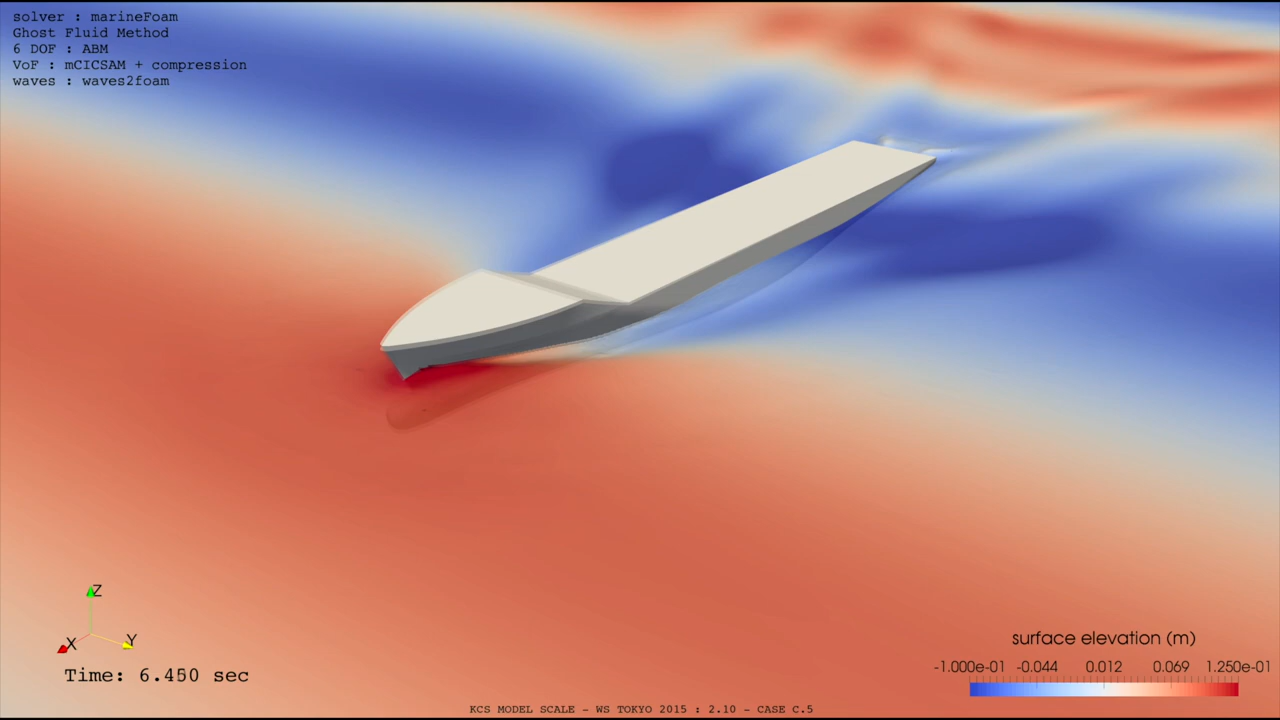 solver : marineFoam
Ghost Fluid Method
6 DOF : ABM
VoF : mCICSAM + compression
waves : waves2foam
Z
X
Y
Time: 6.450 sec
surface elevation (m)
-1.000e-01 -0.044 0.012 0.069 1.250e-01
KCS MODEL SCALE - WS TOKYO 2015 : 2.10 - CASE C.5